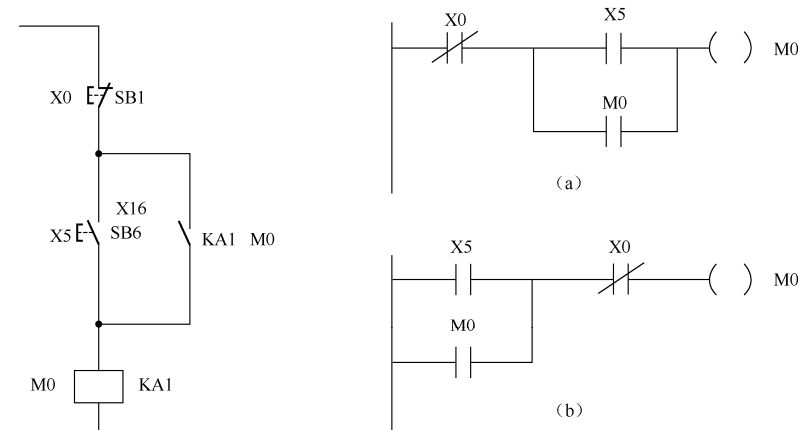 X0 SB1
X16
X5 SB6
KA1 M0
M0 KA1
X0 X5 M0
M0
（a）
X5 X0 M0
M0
（b）